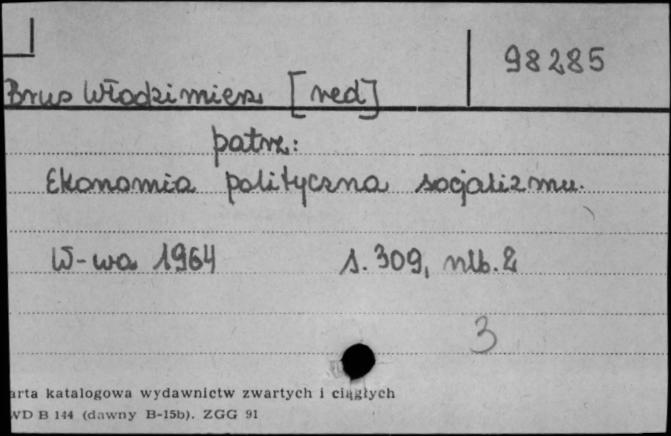 98285
Brus Włodzimierz [red]
patrz:
Ekonomia polityczna socjalizmu.
W-wa 1964 s. 309, nlb. 2
3
arta katalogowa wydawnictw zwartych i ciągłych
WD B 144 (dawny B-15b). ZGG 91